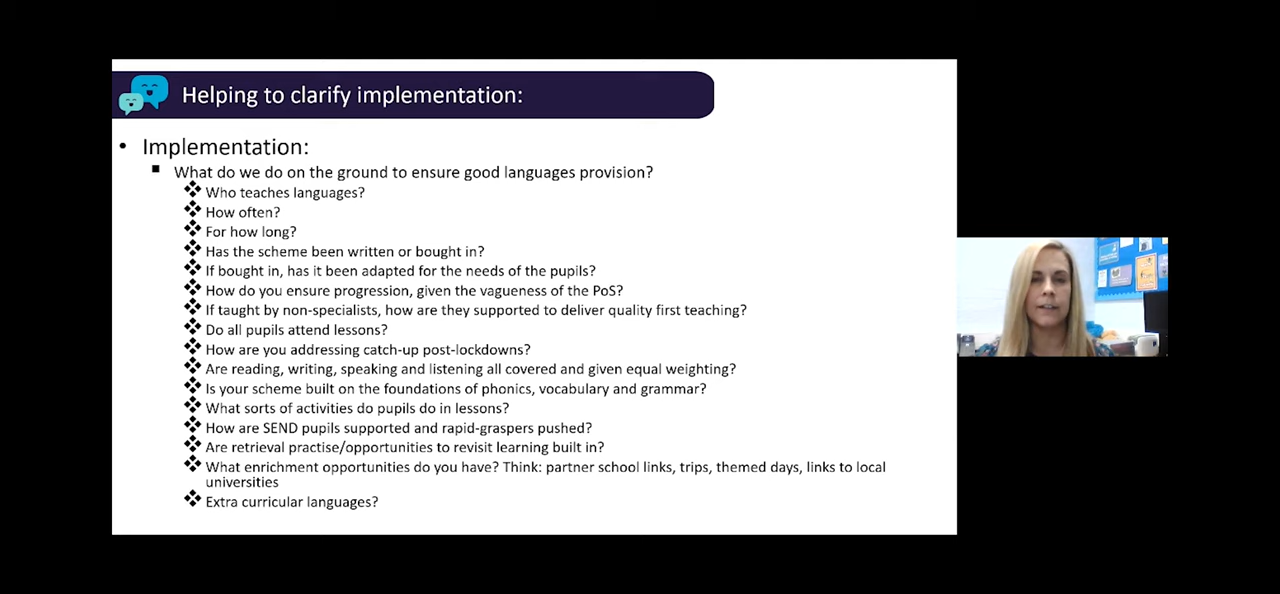 Helping to clarify implementation:
• Implementation:
▪ What do we do on the ground to ensure good languages provision?
❖ Who teaches languages?
❖ How often?
❖ For how long?
❖ Has the scheme been written or bought in?
❖ If bought in, has it been adapted for the needs of the pupils?
❖ How do you ensure progression, given the vagueness of the PoS?
❖ If taught by non-specialists, how are they supported to deliver quality first teaching?
❖ Do all pupils attend lessons?
❖ How are you addressing catch-up post-lockdowns?
❖ Are reading, writing, speaking and listening all covered and given equal weighting?
❖ Is your scheme built on the foundations of phonics, vocabulary and grammar?
❖ What sorts of activities do pupils do in lessons?
❖ How are SEND pupils supported and rapid-graspers pushed?
❖ Are retrieval practise/opportunities to revisit learning built in?
❖ What enrichment opportunities do you have? Think: partner school links, trips, themed days, links to local
universities
❖ Extra curricular languages?